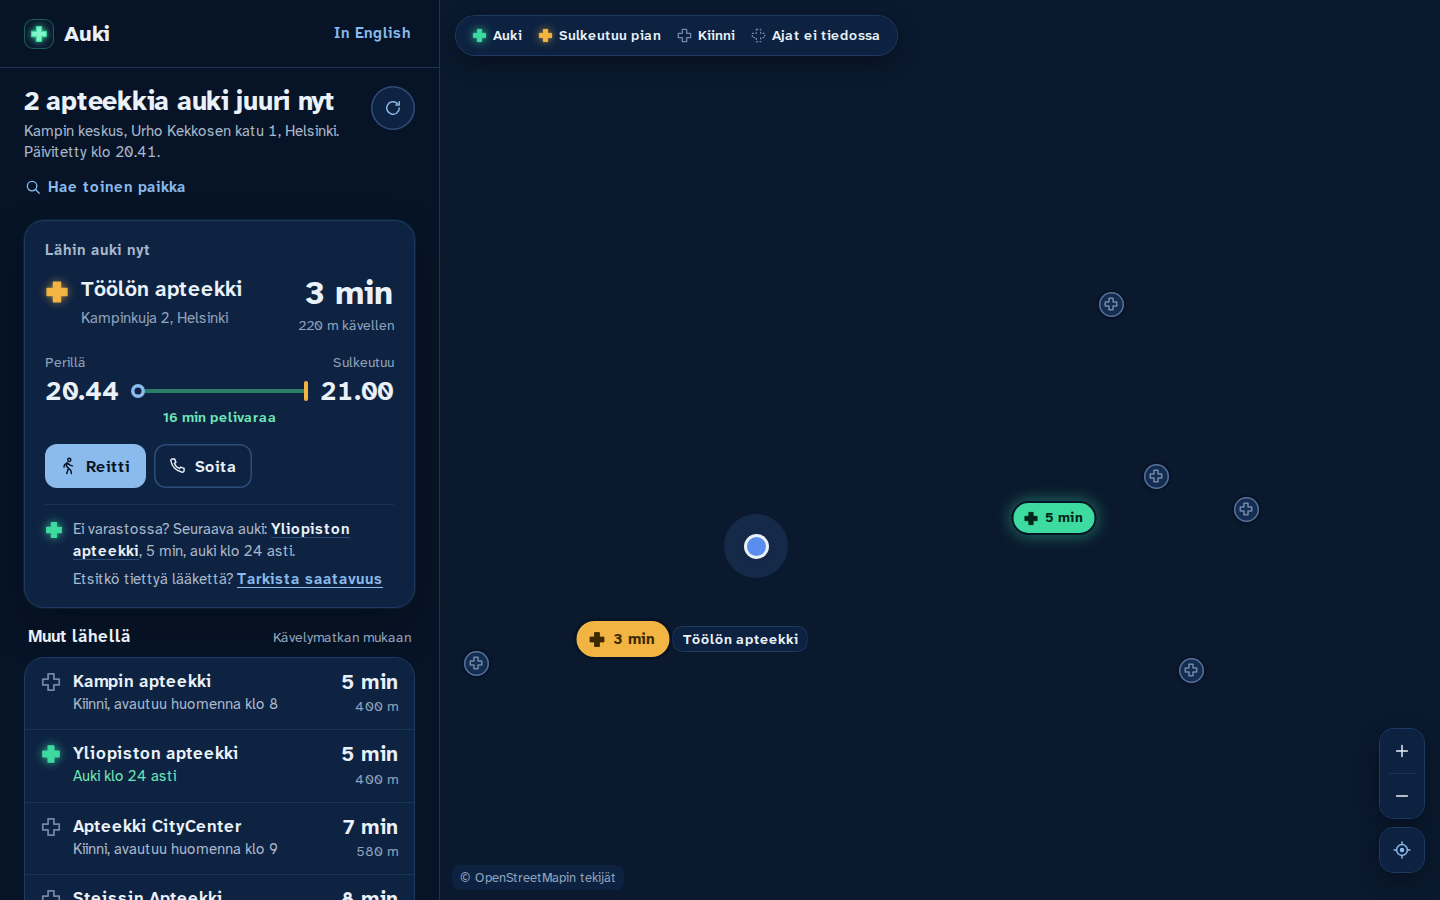 Auki
In English
2 apteekkia auki juuri nyt
Kampin keskus, Urho Kekkosen katu 1, Helsinki.
Päivitetty klo 20.41.
Hae toinen paikka
Lähin auki nyt
Töölön apteekki
3 min
Kampinkuja 2, Helsinki
220 m kävellen
Perillä
Sulkeutuu
20.44
21.00
16 min pelivaraa
Reitti
Soita
Ei varastossa? Seuraava auki: Yliopiston
apteekki, 5 min, auki klo 24 asti.
Etsitkö tiettyä lääkettä? Tarkista saatavuus
Muut lähellä
Kävelymatkan mukaan
Kampin apteekki
5 min
Kiinni, avautuu huomenna klo 8
400 m
Yliopiston apteekki
5 min
Auki klo 24 asti
400 m
Apteekki CityCenter
7 min
Kiinni, avautuu huomenna klo 9
580 m
Steissin Apteekki
8 min
Auki
Sulkeutuu pian
Kiinni
Ajat ei tiedossa
5 min
3 min
Töölön apteekki
© OpenStreetMapin tekijät